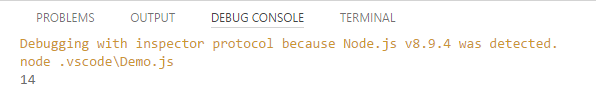 PROBLEMS OUTPUT DEBUG CONSOLE TERMINAL
Debugging with inspector protocol because Node.js v8.9.4 was detected.
node .vscode\Demo.js
14